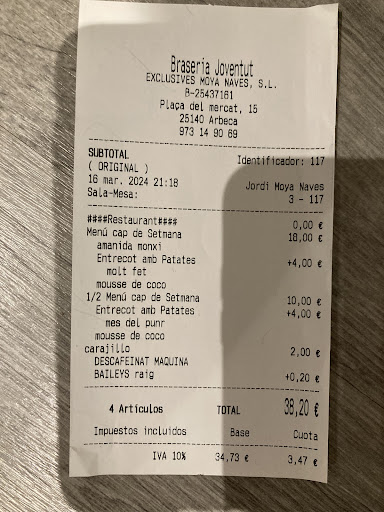 Braseria Joventut
EXCLUSIVES MOYA NAVES, S.L.
B-25437161
Plaça del mercat, 15
25140 Arbeca
973 14 90 69
SUBTOTAL Identificador: 117
( ORIGINAL )
16 mar. 2024 21:18 Jordi Moya Naves
Sala-Mesa: 3 - 117
####Restaurant#### 0,00 €
Menú cap de Setmana 18,00 €
amanida monxi
Entrecot amb Patates +4,00 €
molt fet
mousse de coco
1/2 Menú cap de Setmana 10,00 €
Entrecot amb Patates +4,00 €
mes del punr
mousse de coco
carajillo 2,00 €
DESCAFEINAT MAQUINA
BAILEYS raig +0,20 €
4 Artículos TOTAL 38,20 €
Impuestos incluidos Base Cuota
IVA 10% 34,73 € 3,47 €